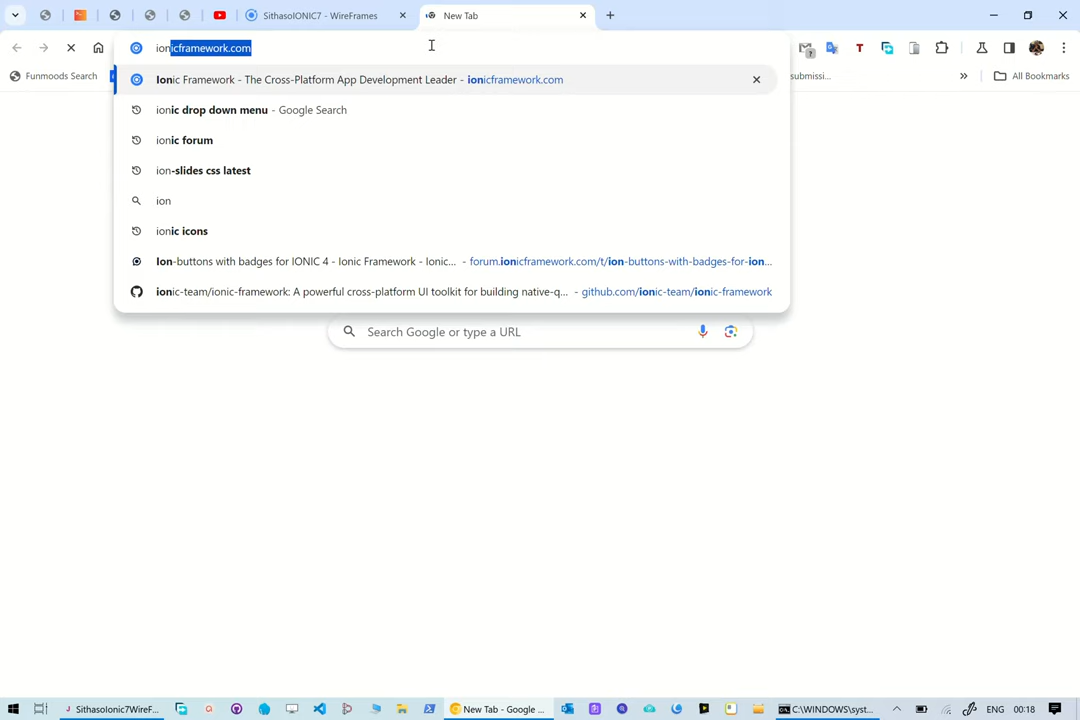 SithasoIONIC7 - WireFrames
New Tab
ionicframework.com
Funmoods Search
submissi...
»
All Bookmarks
Ionic Framework - The Cross-Platform App Development Leader - ionicframework.com
ionic drop down menu - Google Search
ionic forum
ion-slides css latest
ion
ionic icons
Ion-buttons with badges for IONIC 4 - Ionic Framework - Ionic... - forum.ionicframework.com/t/ion-buttons-with-badges-for-ion...
ionic-team/ionic-framework: A powerful cross-platform UI toolkit for building native-q... - github.com/ionic-team/ionic-framework
Search Google or type a URL
SithasoIonic7WireF...
New Tab - Google ...
C:\WINDOWS\syst...
ENG
00:18